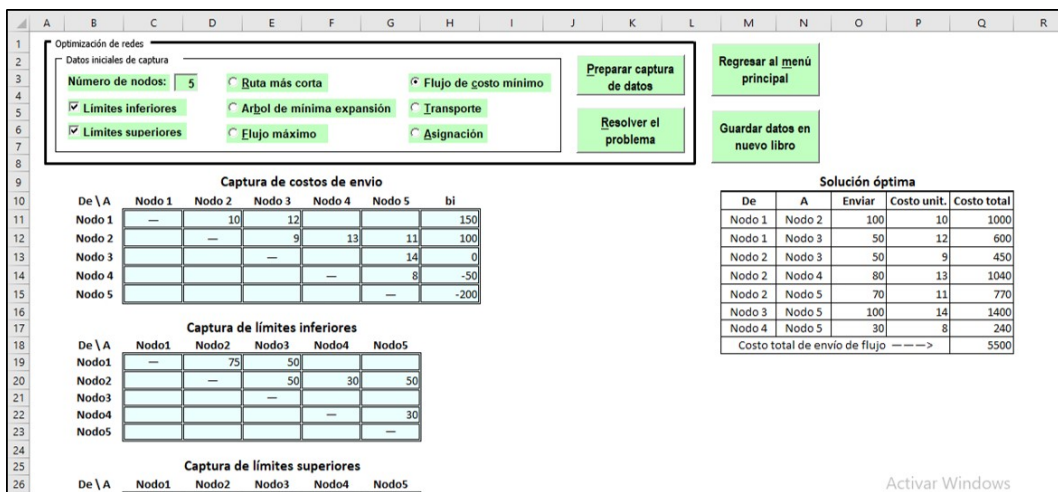 A B C D E F G H I J K L M N O P Q R
1 Optimización de redes
2 Datos iniciales de captura Preparar captura de datos Regresar al menú principal
3 Número de nodos: 5 Ruta más corta Flujo de costo mínimo
4
5 Límites inferiores Arbol de mínima expansión Transporte
6 Límites superiores Flujo máximo Asignación Resolver el problema Guardar datos en nuevo libro
7
8
9 Captura de costos de envio Solución óptima
10 De \ A Nodo 1 Nodo 2 Nodo 3 Nodo 4 Nodo 5 bi De A Enviar Costo unit. Costo total
11 Nodo 1 — 10 12 150 Nodo 1 Nodo 2 100 10 1000
12 Nodo 2 — 9 13 11 100 Nodo 1 Nodo 3 50 12 600
13 Nodo 3 — 14 0 Nodo 2 Nodo 3 50 9 450
14 Nodo 4 — 8 -50 Nodo 2 Nodo 4 80 13 1040
15 Nodo 5 — -200 Nodo 2 Nodo 5 70 11 770
16 Nodo 3 Nodo 5 100 14 1400
17 Captura de límites inferiores Nodo 4 Nodo 5 30 8 240
18 De \ A Nodo1 Nodo2 Nodo3 Nodo4 Nodo5 Costo total de envío de flujo ———> 5500
19 Nodo1 — 75 50
20 Nodo2 — 50 30 50
21 Nodo3 —
22 Nodo4 — 30
23 Nodo5 —
24
25 Captura de límites superiores
26 De \ A Nodo1 Nodo2 Nodo3 Nodo4 Nodo5 Activar Windows